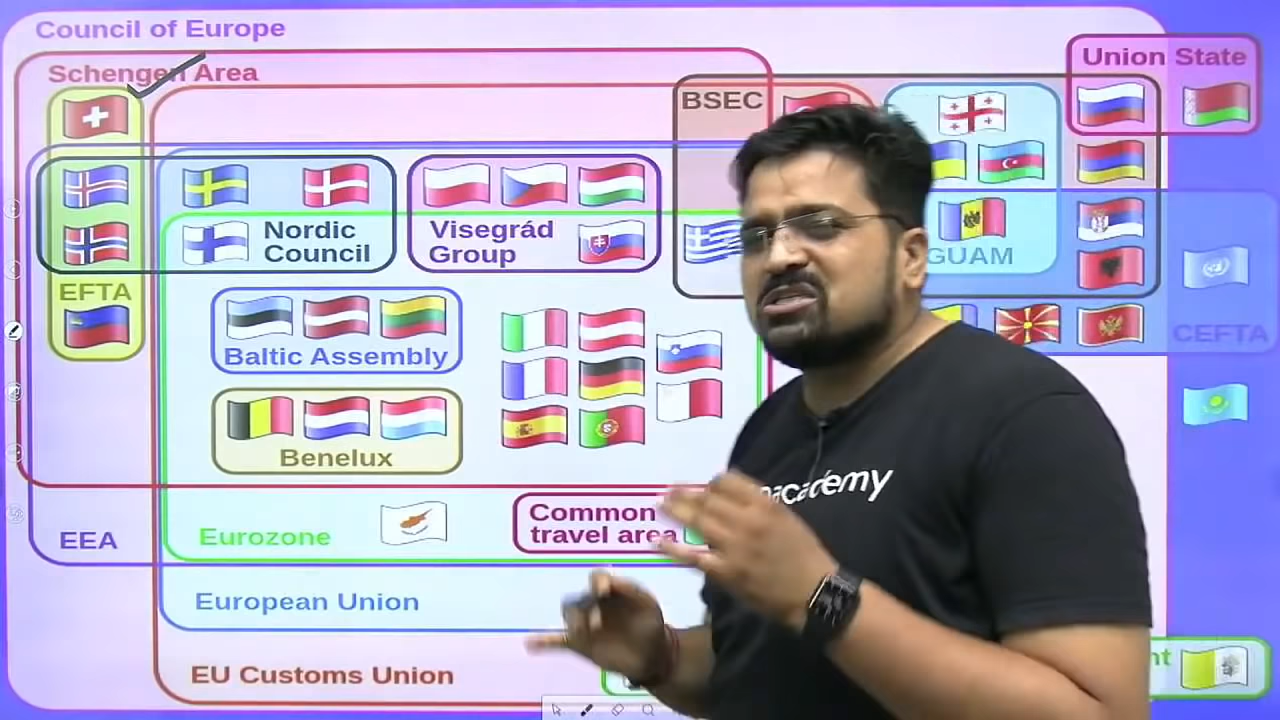 Council of Europe
Schengen Area
Union State
BSEC
Nordic
Council
Visegrád
Group
GUAM
EFTA
Baltic Assembly
CEFTA
Benelux
Common
travel area
Eurozone
EEA
European Union
EU Customs Union